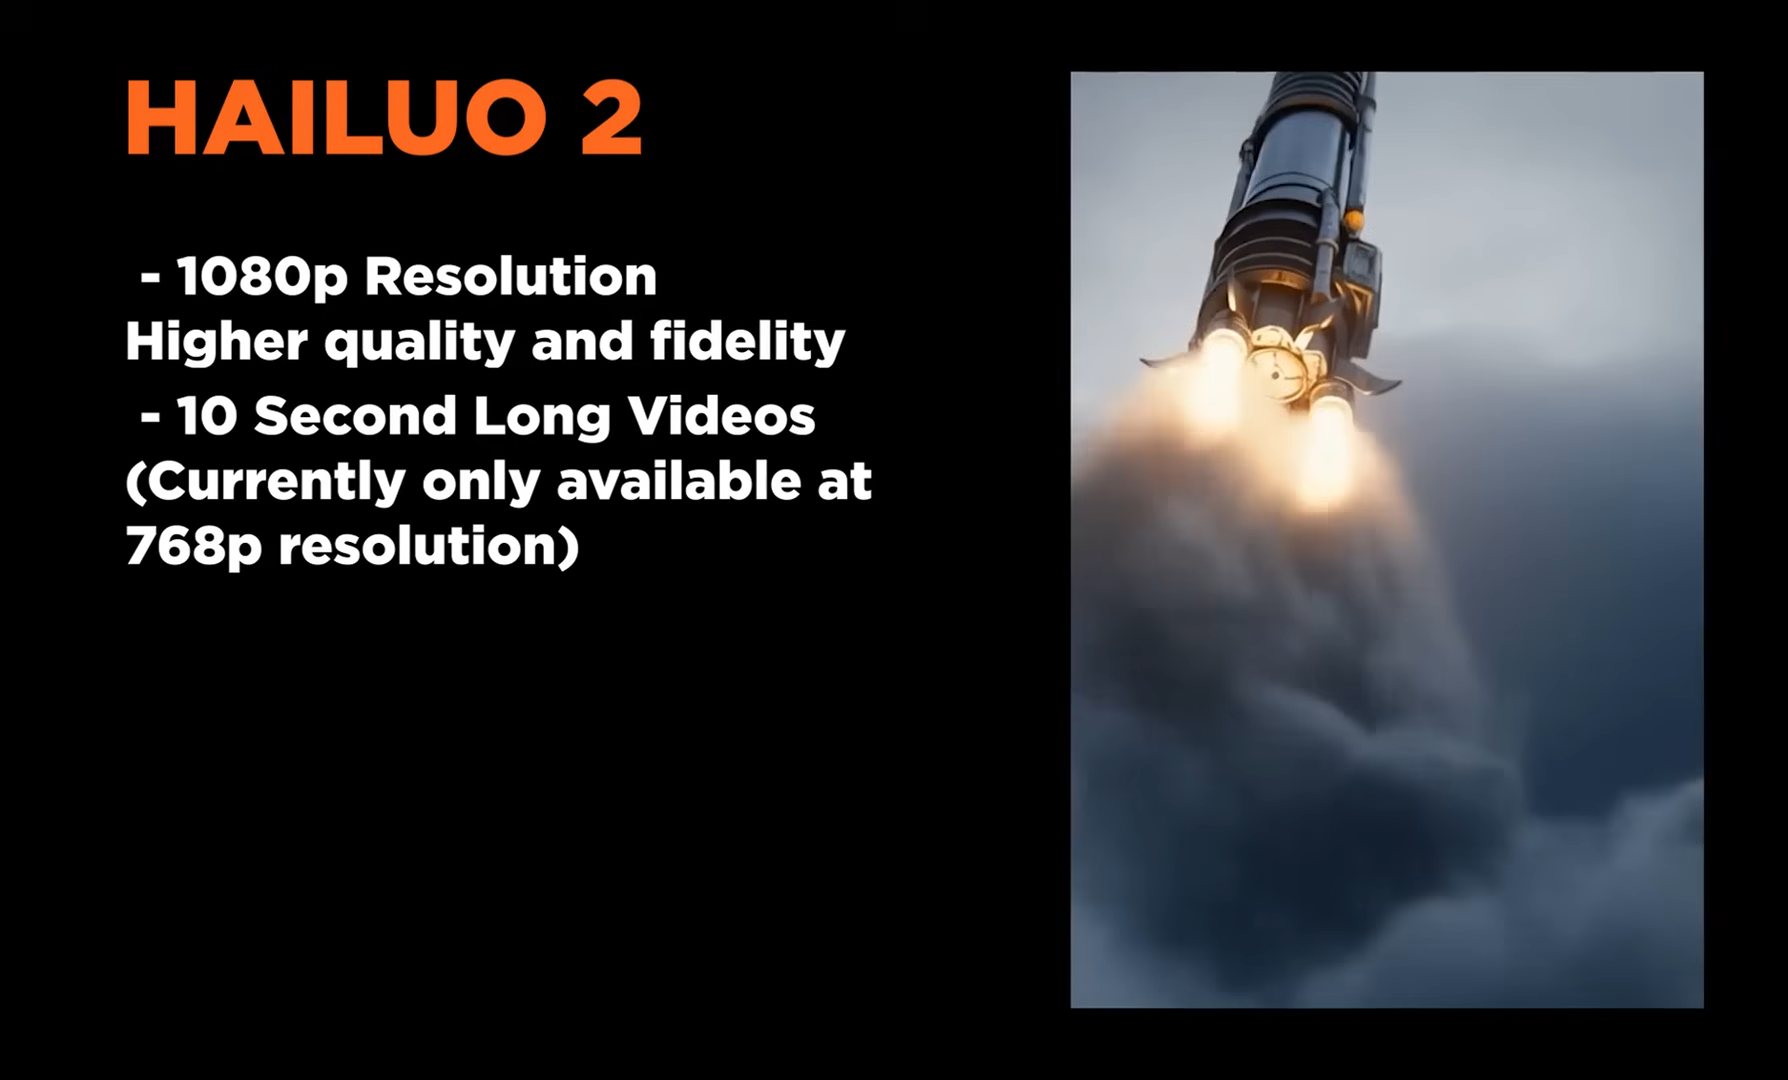 HAILUO 2
- 1080p Resolution
Higher quality and fidelity
- 10 Second Long Videos
(Currently only available at
768p resolution)